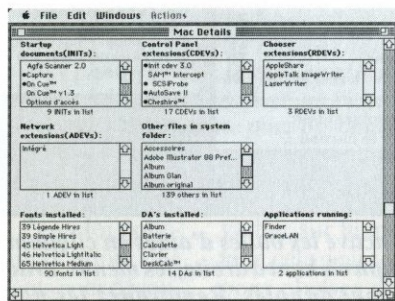 File Edit Windows Actions
Mac Details
Startup
documents(INITs):
Agfa Scanner 2.0
•Capture
•On Cue™
On Cue™ v1.3
Options d'accès
9 INITs in list
Control Panel
extensions(CDEVs):
•Init cdev 3.0
SAM™ Intercept
• SCSIProbe
•AutoSave II
•Cheshire™
17 CDEVs in list
Chooser
extensions(RDEVs):
AppleShare
AppleTalk ImageWriter
LaserWriter
3 RDEVs in list
Network
extensions(ADEVs):
Intégré
1 ADEV in list
Other files in system
folder:
Accessoires
Adobe Illustrator 88 Pref...
Album
Album Glan
Album original
139 others in list
Fonts installed:
39 Légende Hires
39 Simple Hires
45 Helvetica Light
46 Helvetica LightItalic
65 Helvetica Medium
90 fonts in list
DA's installed:
Album
Batterie
Calculette
Clavier
DeskCalc™
14 DAs in list
Applications running:
Finder
GraceLAN
2 applications in list